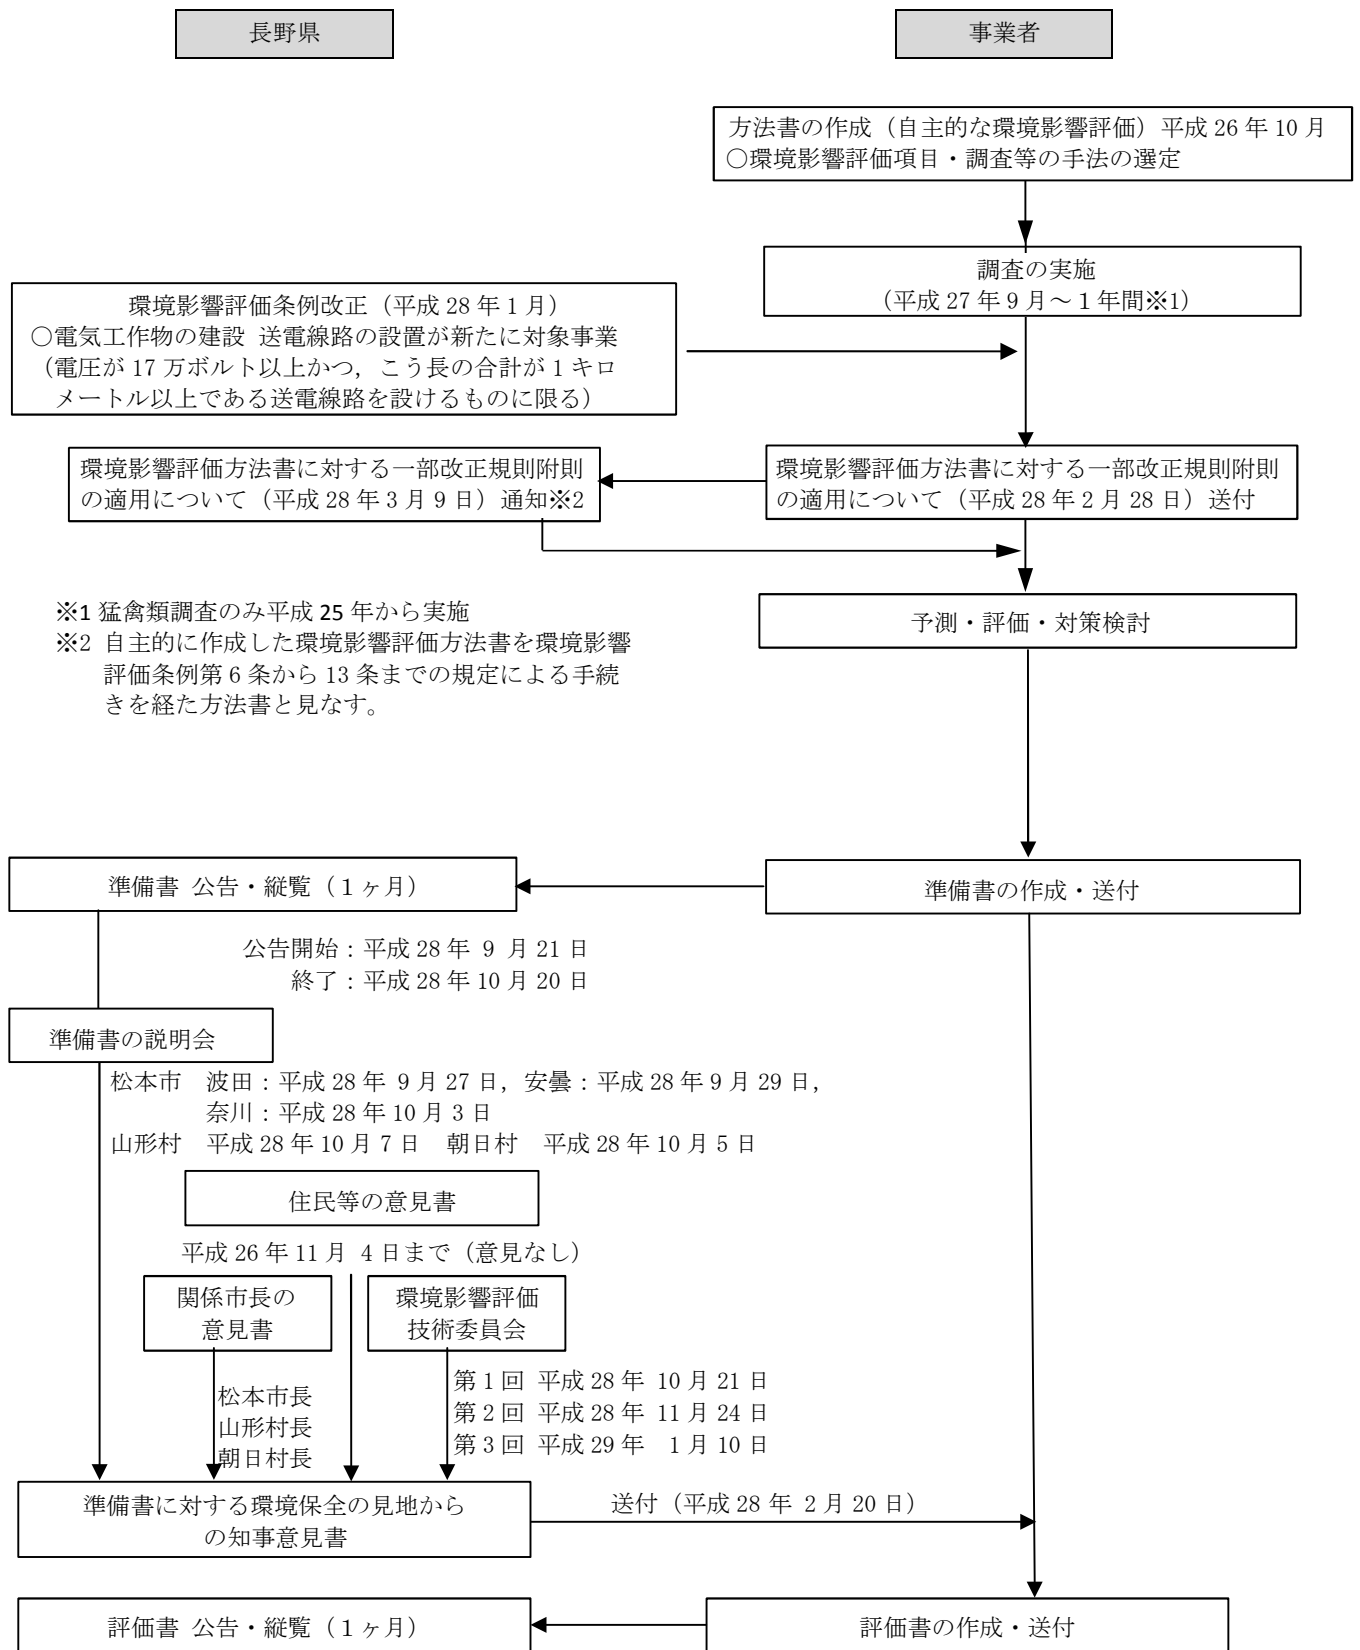 長野県
事業者
方法書の作成（自主的な環境影響評価）平成 26 年 10 月
○環境影響評価項目・調査等の手法の選定
調査の実施
（平成 27 年 9 月～１年間※1）
環境影響評価条例改正（平成 28 年 1 月）
○電気工作物の建設 送電線路の設置が新たに対象事業
（電圧が 17 万ボルト以上かつ，こう長の合計が 1 キロ
メートル以上である送電線路を設けるものに限る）
環境影響評価方法書に対する一部改正規則附則
の適用について（平成 28 年 3 月 9 日）通知※2
環境影響評価方法書に対する一部改正規則附則
の適用について（平成 28 年 2 月 28 日）送付
※1 猛禽類調査のみ平成 25 年から実施
※2 自主的に作成した環境影響評価方法書を環境影響
評価条例第 6 条から 13 条までの規定による手続
きを経た方法書と見なす。
予測・評価・対策検討
準備書 公告・縦覧（１ヶ月）
準備書の作成・送付
公告開始：平成 28 年 9 月 21 日
終了：平成 28 年 10 月 20 日
準備書の説明会
松本市 波田：平成 28 年 9 月 27 日，安曇：平成 28 年 9 月 29 日，
奈川：平成 28 年 10 月 3 日
山形村 平成 28 年 10 月 7 日 朝日村 平成 28 年 10 月 5 日
住民等の意見書
平成 26 年 11 月 4 日まで（意見なし）
関係市長の
意見書
環境影響評価
技術委員会
松本市長
山形村長
朝日村長
第 1 回 平成 28 年 10 月 21 日
第 2 回 平成 28 年 11 月 24 日
第 3 回 平成 29 年 1 月 10 日
準備書に対する環境保全の見地から
の知事意見書
送付（平成 28 年 2 月 20 日）
評価書 公告・縦覧（１ヶ月）
評価書の作成・送付